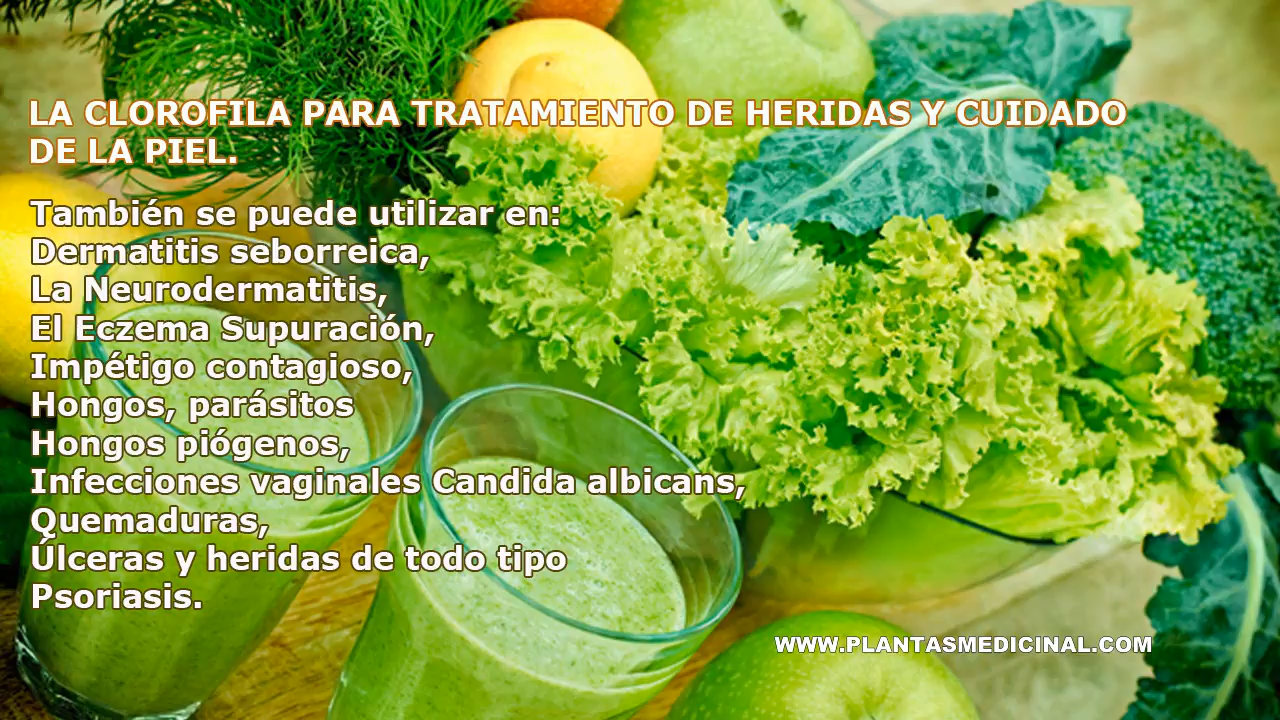 LA CLOROFILA PARA TRATAMIENTO DE HERIDAS Y CUIDADO
DE LA PIEL.
También se puede utilizar en:
Dermatitis seborreica,
La Neurodermatitis,
El Eczema Supuración,
Impétigo contagioso,
Hongos, parásitos
Hongos piógenos,
Infecciones vaginales Candida albicans,
Quemaduras,
Úlceras y heridas de todo tipo
Psoriasis.
WWW.PLANTASMEDICINAL.COM